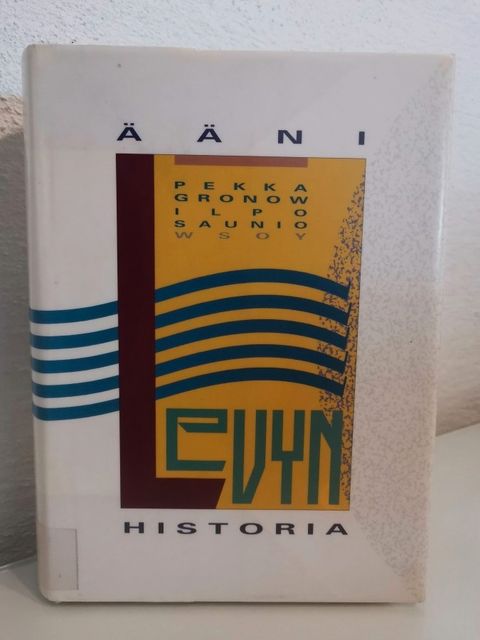 ÄÄNI
PEKKA
GRONOW
ILPO
SAUNIO
WSOY
LEVYN
HISTORIA